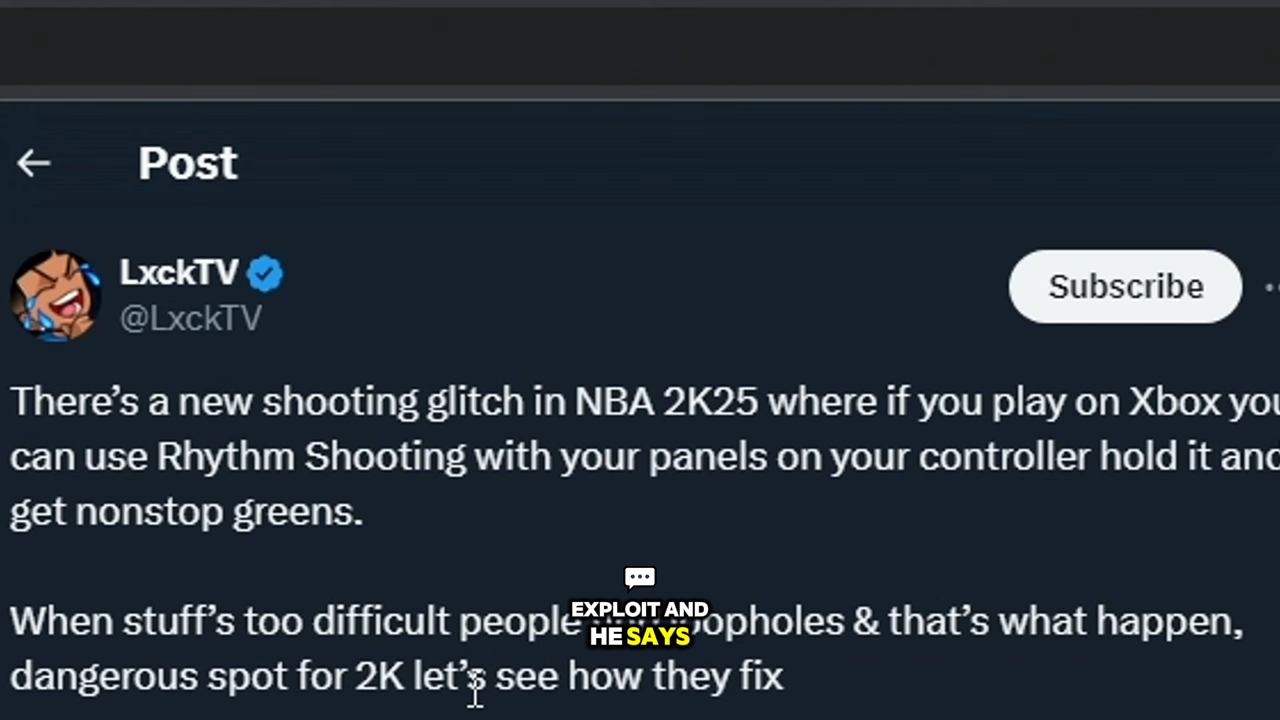 Post
LxckTV
@LxckTV
Subscribe
There's a new shooting glitch in NBA 2K25 where if you play on Xbox you
can use Rhythm Shooting with your panels on your controller hold it and
get nonstop greens.
When stuff's too difficult people loopholes & that's what happen,
dangerous spot for 2K let's see how they fix
EXPLOIT AND
HE SAYS